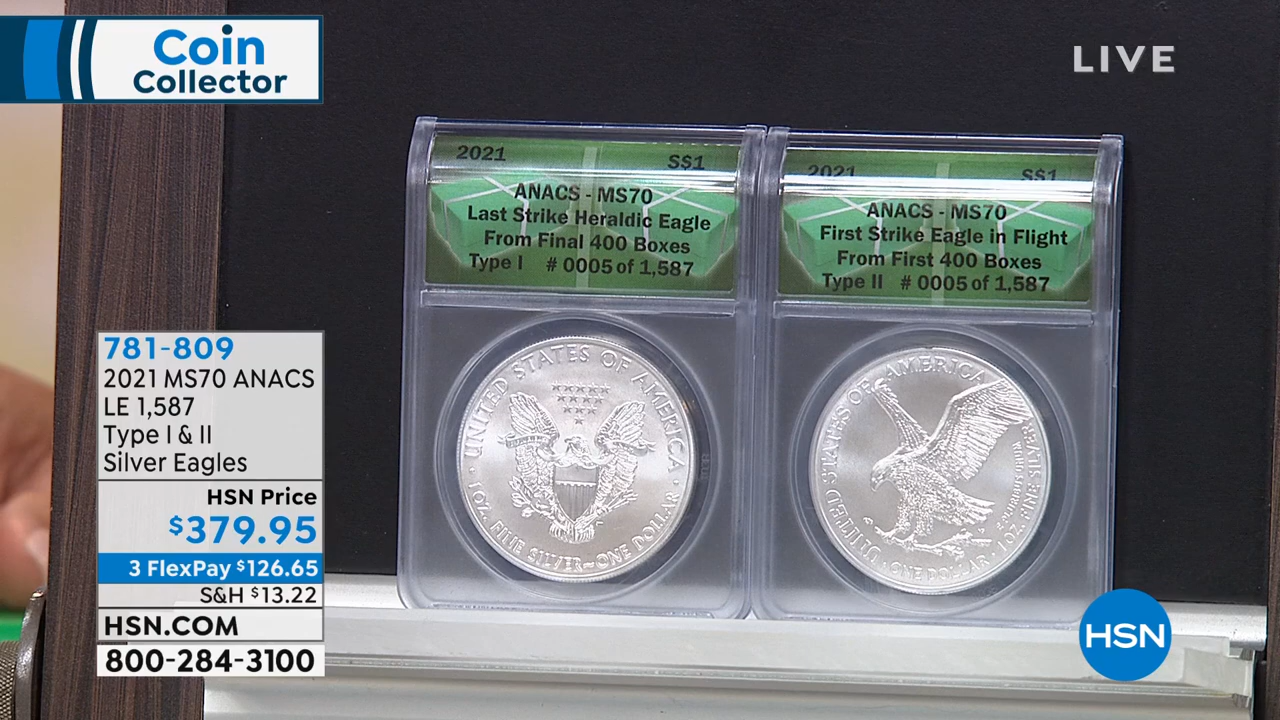 Coin
Collector
LIVE
2021 S$1
ANACS - MS70
Last Strike Heraldic Eagle
From Final 400 Boxes
Type I # 0005 of 1,587
2021 S$1
ANACS - MS70
First Strike Eagle in Flight
From First 400 Boxes
Type II # 0005 of 1,587
UNITED STATES OF AMERICA
1 OZ. FINE SILVER~ONE DOLLAR
UNITED STATES OF AMERICA
1 OZ. FINE SILVER
ONE DOLLAR
781-809
2021 MS70 ANACS
LE 1,587
Type I & II
Silver Eagles
HSN Price
$379.95
3 FlexPay $126.65
S&H $13.22
HSN.COM
800-284-3100
HSN